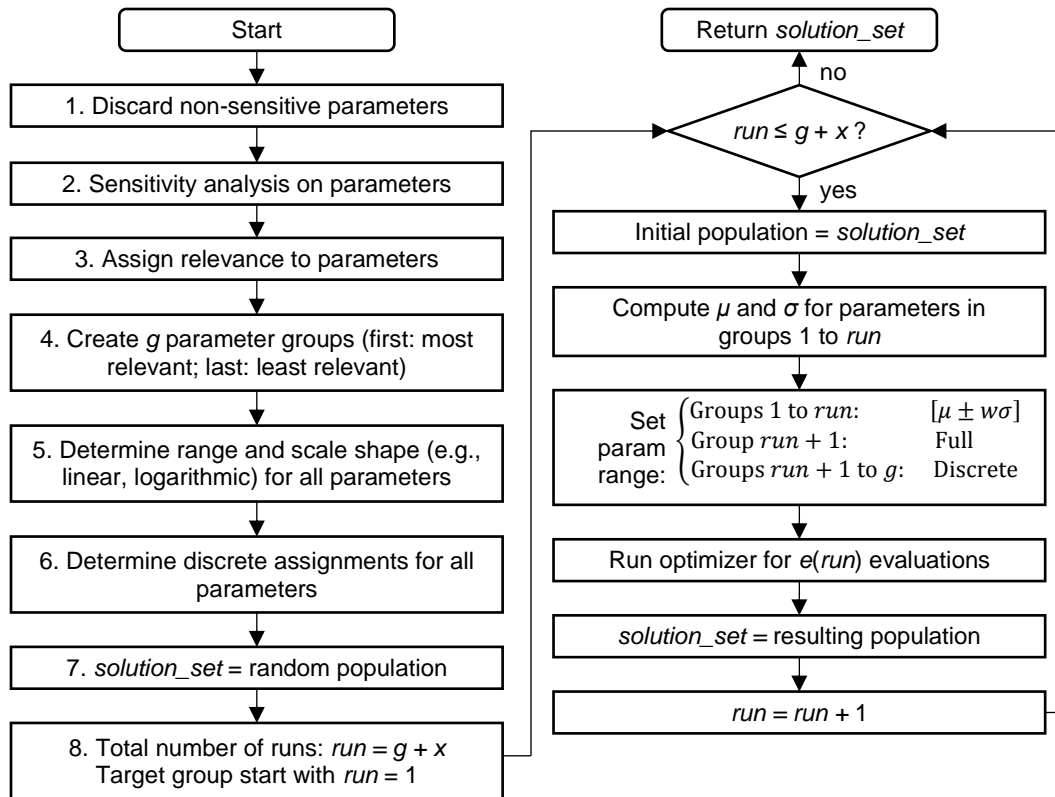 Start
1. Discard non-sensitive parameters
2. Sensitivity analysis on parameters
3. Assign relevance to parameters
4. Create g parameter groups (first: most
relevant; last: least relevant)
5. Determine range and scale shape (e.g.,
linear, logarithmic) for all parameters
6. Determine discrete assignments for all
parameters
7. solution_set = random population
8. Total number of runs: run = g + x
Target group start with run = 1
Return solution_set
no
run ≤ g + x ?
yes
Initial population = solution_set
Compute μ and σ for parameters in
groups 1 to run
Set
param
range:
Groups 1 to run: [μ ± wσ]
Group run + 1: Full
Groups run + 1 to g: Discrete
Run optimizer for e(run) evaluations
solution_set = resulting population
run = run + 1